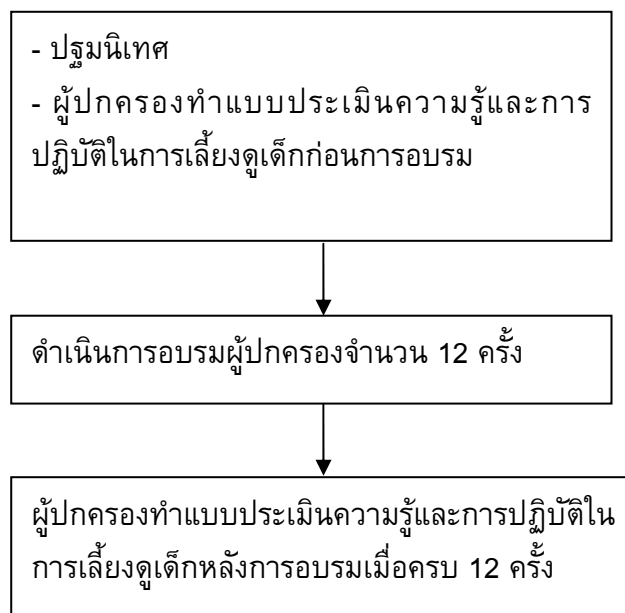 - ปฐมนิเทศ
- ผู้ปกครองทำแบบประเมินความรู้และการ
ปฏิบัติในการเลี้ยงดูเด็กก่อนการอบรม
ดำเนินการอบรมผู้ปกครองจำนวน 12 ครั้ง
ผู้ปกครองทำแบบประเมินความรู้และการปฏิบัติใน
การเลี้ยงดูเด็กหลังการอบรมเมื่อครบ 12 ครั้ง